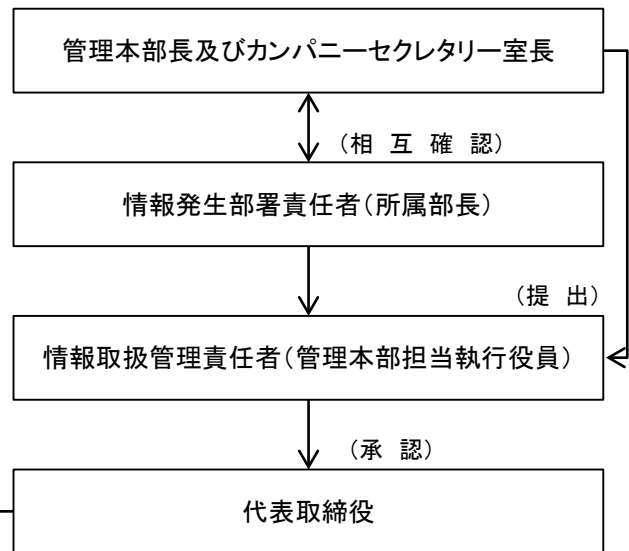 管理本部長及びカンパニーセクレタリー室長
（相 互 確 認）
情報発生部署責任者（所属部長）
（提 出）
情報取扱管理責任者（管理本部担当執行役員）
（承 認）
代表取締役